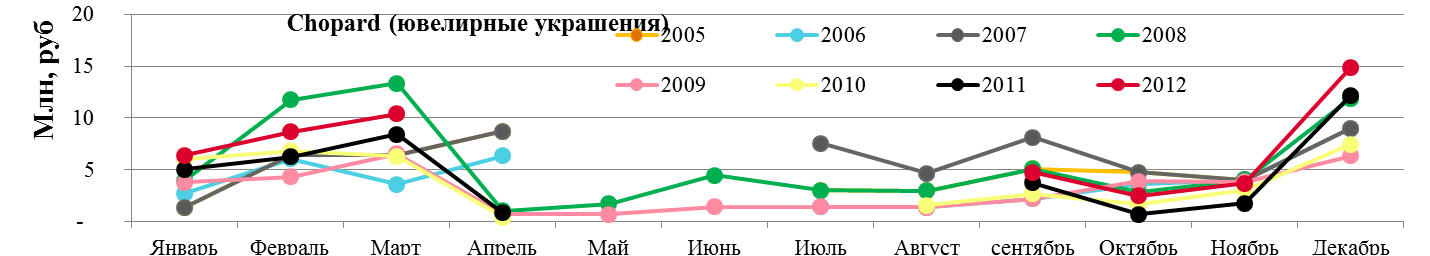 Chopard (ювелирные украшения)
Млн, руб
20
15
10
5
-
2005 2006 2007 2008
2009 2010 2011 2012
Январь Февраль Март Апрель Май Июнь Июль Август сентябрь Октябрь Ноябрь Декабрь